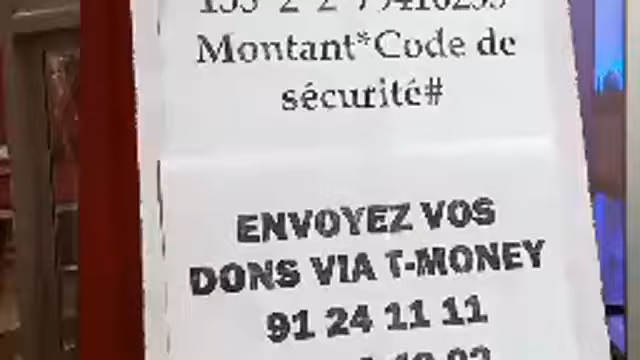 Montant*Code de
sécurité#
ENVOYEZ VOS
DONS VIA T-MONEY
91 24 11 11